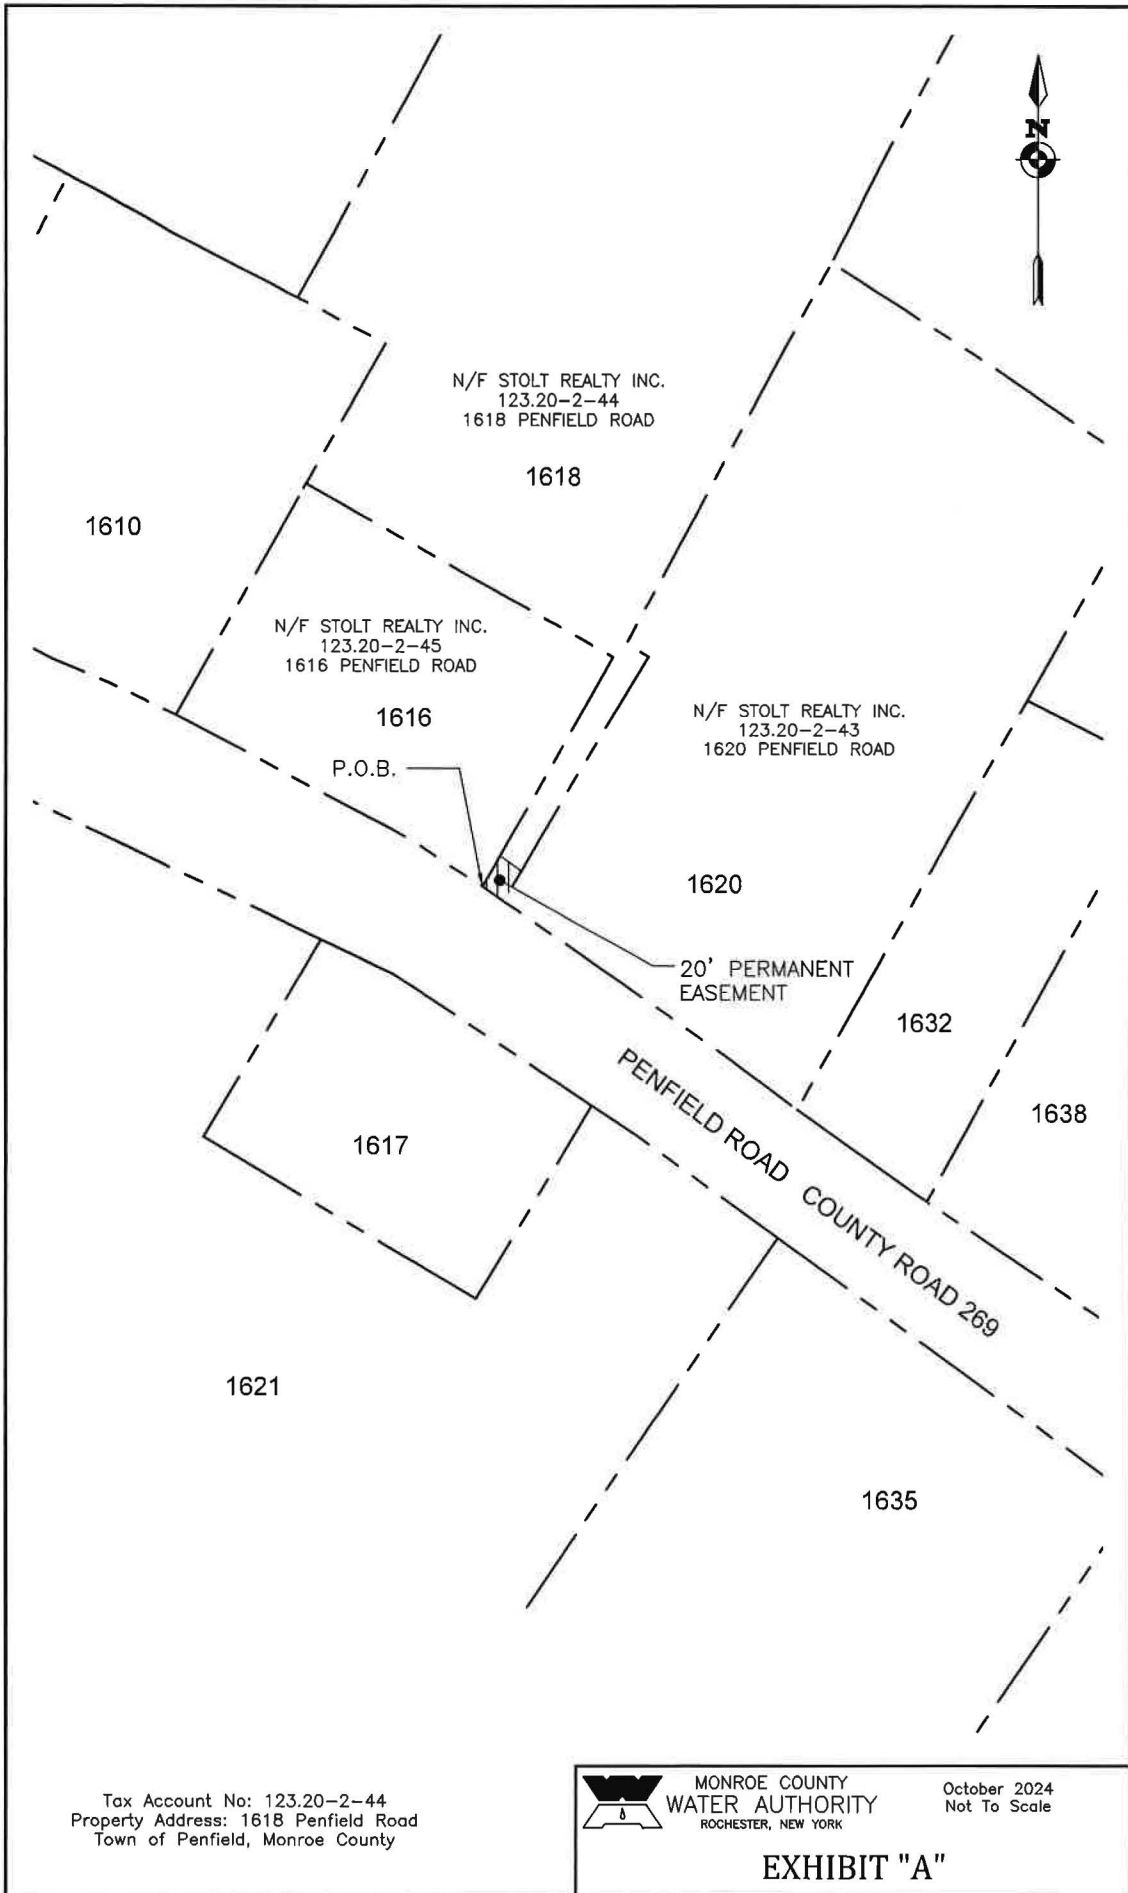 N
N/F STOLT REALTY INC.
123.20-2-44
1618 PENFIELD ROAD
1618
1610
N/F STOLT REALTY INC.
123.20-2-45
1616 PENFIELD ROAD
1616
P.O.B.
N/F STOLT REALTY INC.
123.20-2-43
1620 PENFIELD ROAD
1620
20' PERMANENT
EASEMENT
1632
1638
PENFIELD ROAD COUNTY ROAD 269
1617
1621
1635
Tax Account No: 123.20-2-44
Property Address: 1618 Penfield Road
Town of Penfield, Monroe County
MONROE COUNTY
WATER AUTHORITY
ROCHESTER, NEW YORK
October 2024
Not To Scale
EXHIBIT "A"